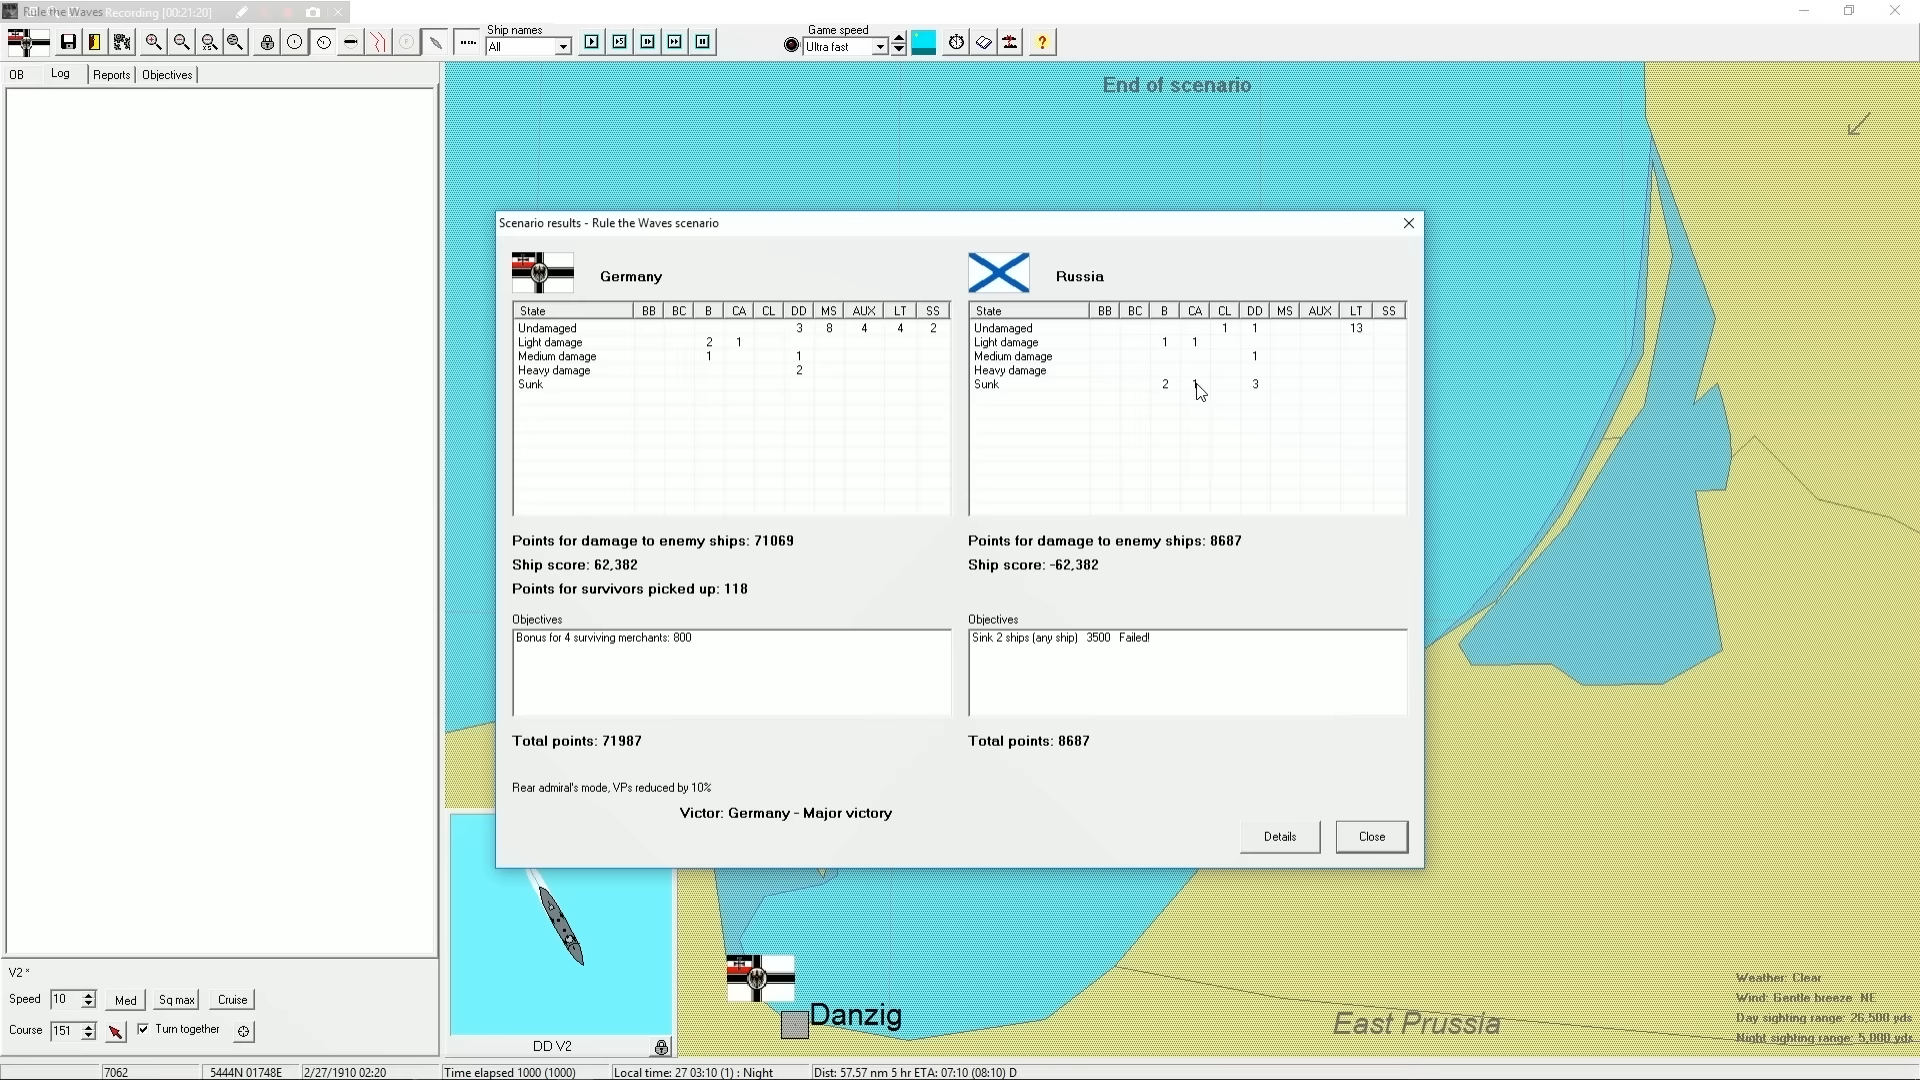 Rule the Waves Recording [00:21:20]
Ship names
All
Game speed
Ultra fast
?
OB Log Reports Objectives
End of scenario
Scenario results - Rule the Waves scenario
Germany
State BB BC B CA CL DD MS AUX LT SS
Undamaged 3 8 4 4 2
Light damage 2 1
Medium damage 1 1
Heavy damage 2
Sunk
Points for damage to enemy ships: 71069
Ship score: 62,382
Points for survivors picked up: 118
Objectives
Bonus for 4 surviving merchants: 800
Total points: 71987
Russia
State BB BC B CA CL DD MS AUX LT SS
Undamaged 1 1 13
Light damage 1 1
Medium damage 1
Heavy damage
Sunk 2 1 3
Points for damage to enemy ships: 8687
Ship score: -62,382
Objectives
Sink 2 ships (any ship) 3500 Failed!
Total points: 8687
Rear admiral's mode, VPs reduced by 10%
Victor: Germany - Major victory
Details Close
V2 *
Speed 10 Med Sq max Cruise
Course 151 Turn together
DD V2
Danzig
East Prussia
Weather: Clear
Wind: Gentle breeze NE
Day sighting range: 26,500 yds
Night sighting range: 5,000 yds
7062 5444N 01748E 2/27/1910 02:20 Time elapsed 1000 (1000) Local time: 27 03:10 (1) : Night Dist: 57.57 nm 5 hr ETA: 07:10 (08:10) D